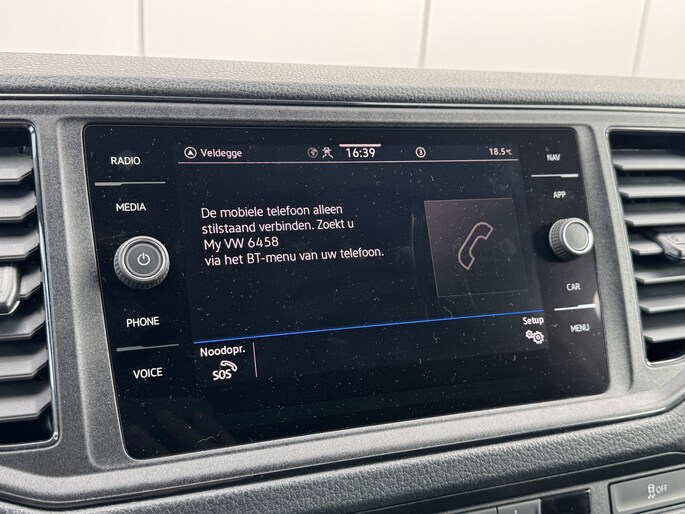 RADIO
MEDIA
PHONE
VOICE
Veldegge
16:39
3
18.5 °C
De mobiele telefoon alleen
stilstaand verbinden. Zoekt u
My VW 6458
via het BT-menu van uw telefoon.
Noodopr.
SOS
Setup
NAV
APP
CAR
MENU
OFF